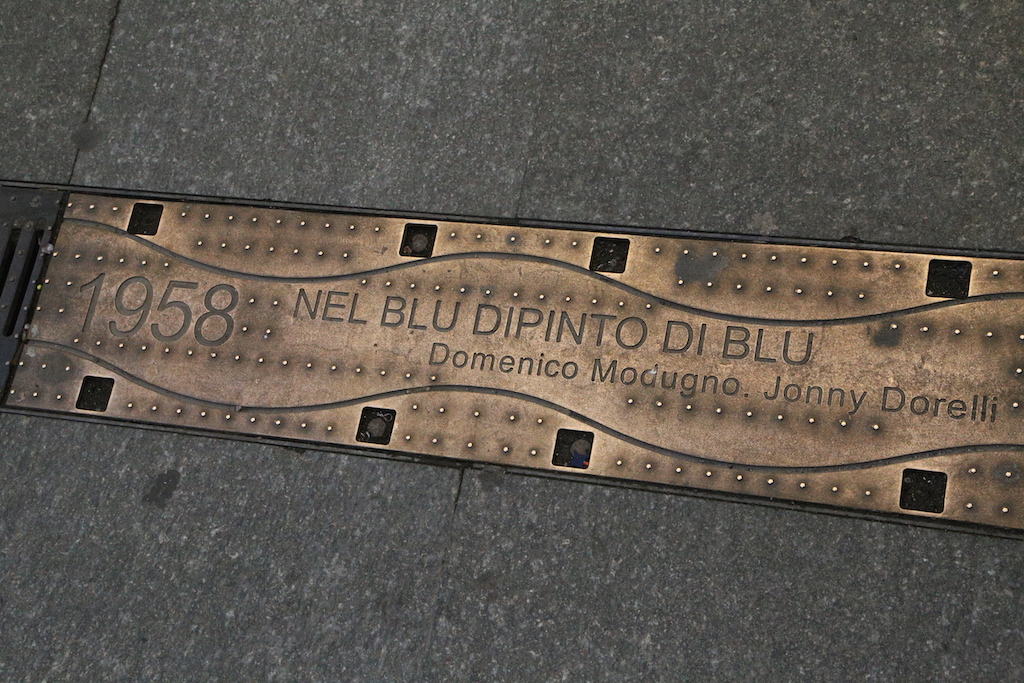 1958 NEL BLU DIPINTO DI BLU
Domenico Modugno. Jonny Dorelli